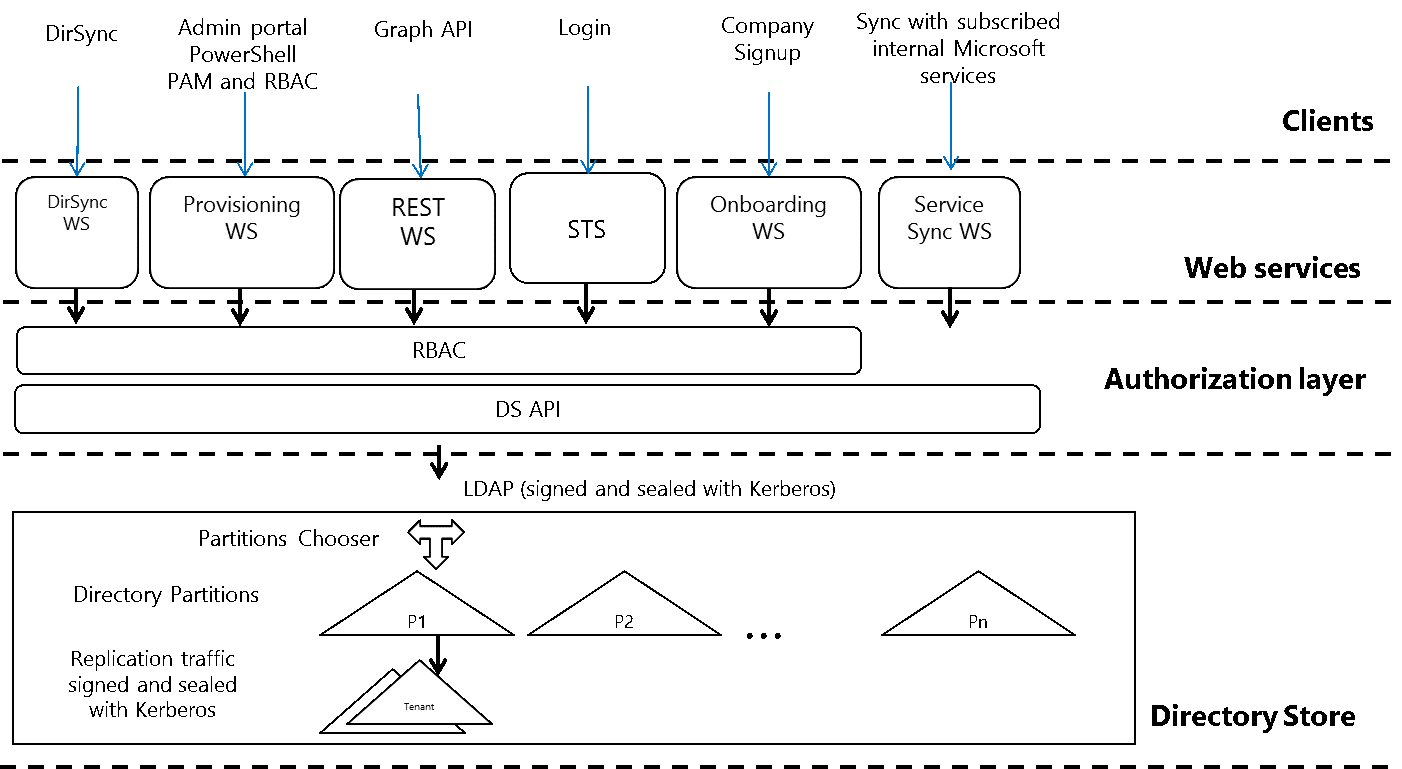 DirSync
Admin portal
PowerShell
PAM and RBAC
Graph API
Login
Company
Signup
Sync with subscribed
internal Microsoft
services
Clients
DirSync
WS
Provisioning
WS
REST
WS
STS
Onboarding
WS
Service
Sync WS
Web services
RBAC
Authorization layer
DS API
LDAP (signed and sealed with Kerberos)
Partitions Chooser
Directory Partitions
P1
P2
...
Pn
Replication traffic
signed and sealed
with Kerberos
Tenant
Directory Store